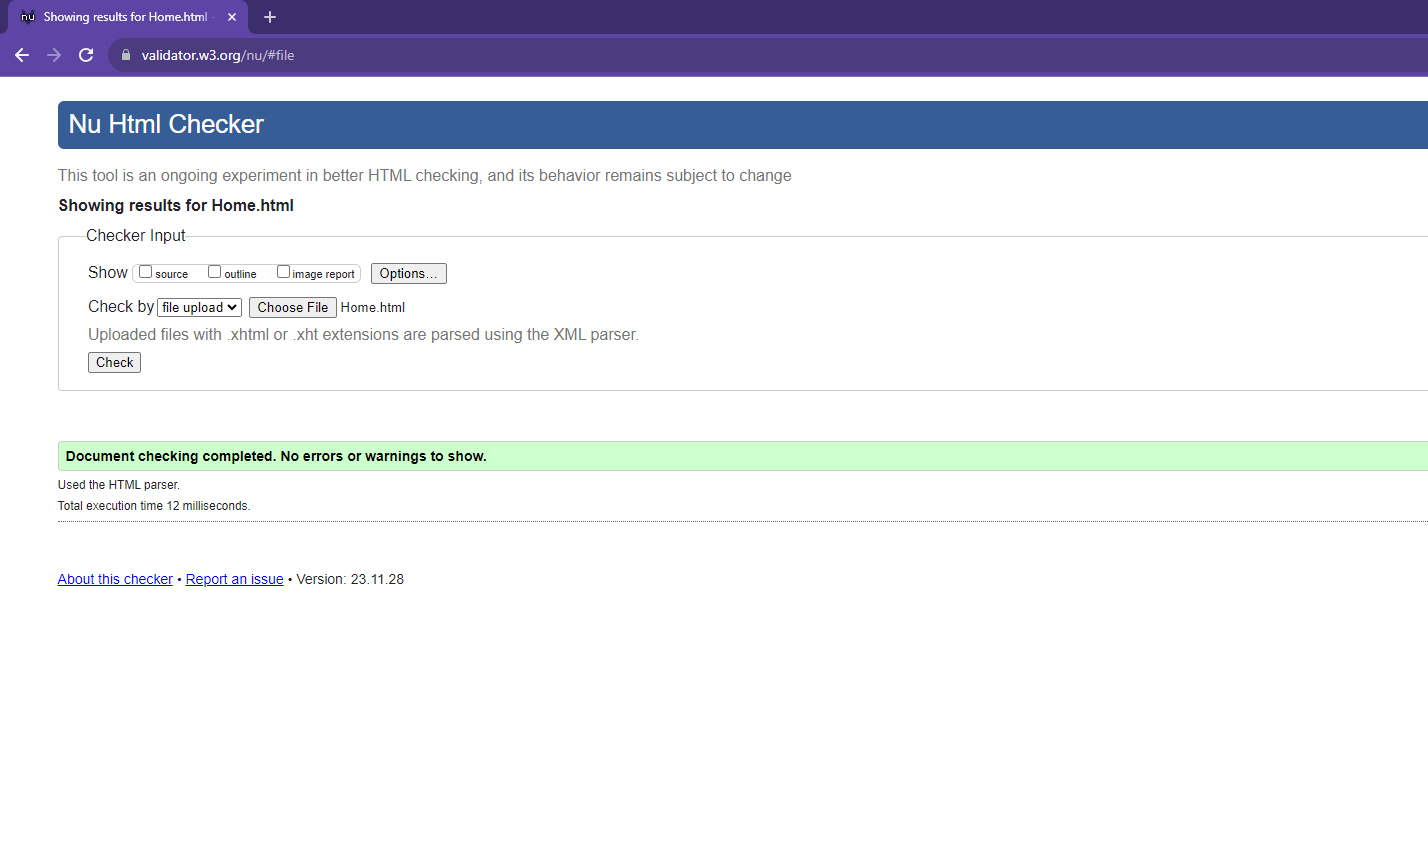 nu Showing results for Home.html
validator.w3.org/nu/#file
Nu Html Checker
This tool is an ongoing experiment in better HTML checking, and its behavior remains subject to change
Showing results for Home.html
Checker Input
Show source outline image report Options...
Check by file upload Choose File Home.html
Uploaded files with .xhtml or .xht extensions are parsed using the XML parser.
Check
Document checking completed. No errors or warnings to show.
Used the HTML parser.
Total execution time 12 milliseconds.
About this checker • Report an issue • Version: 23.11.28